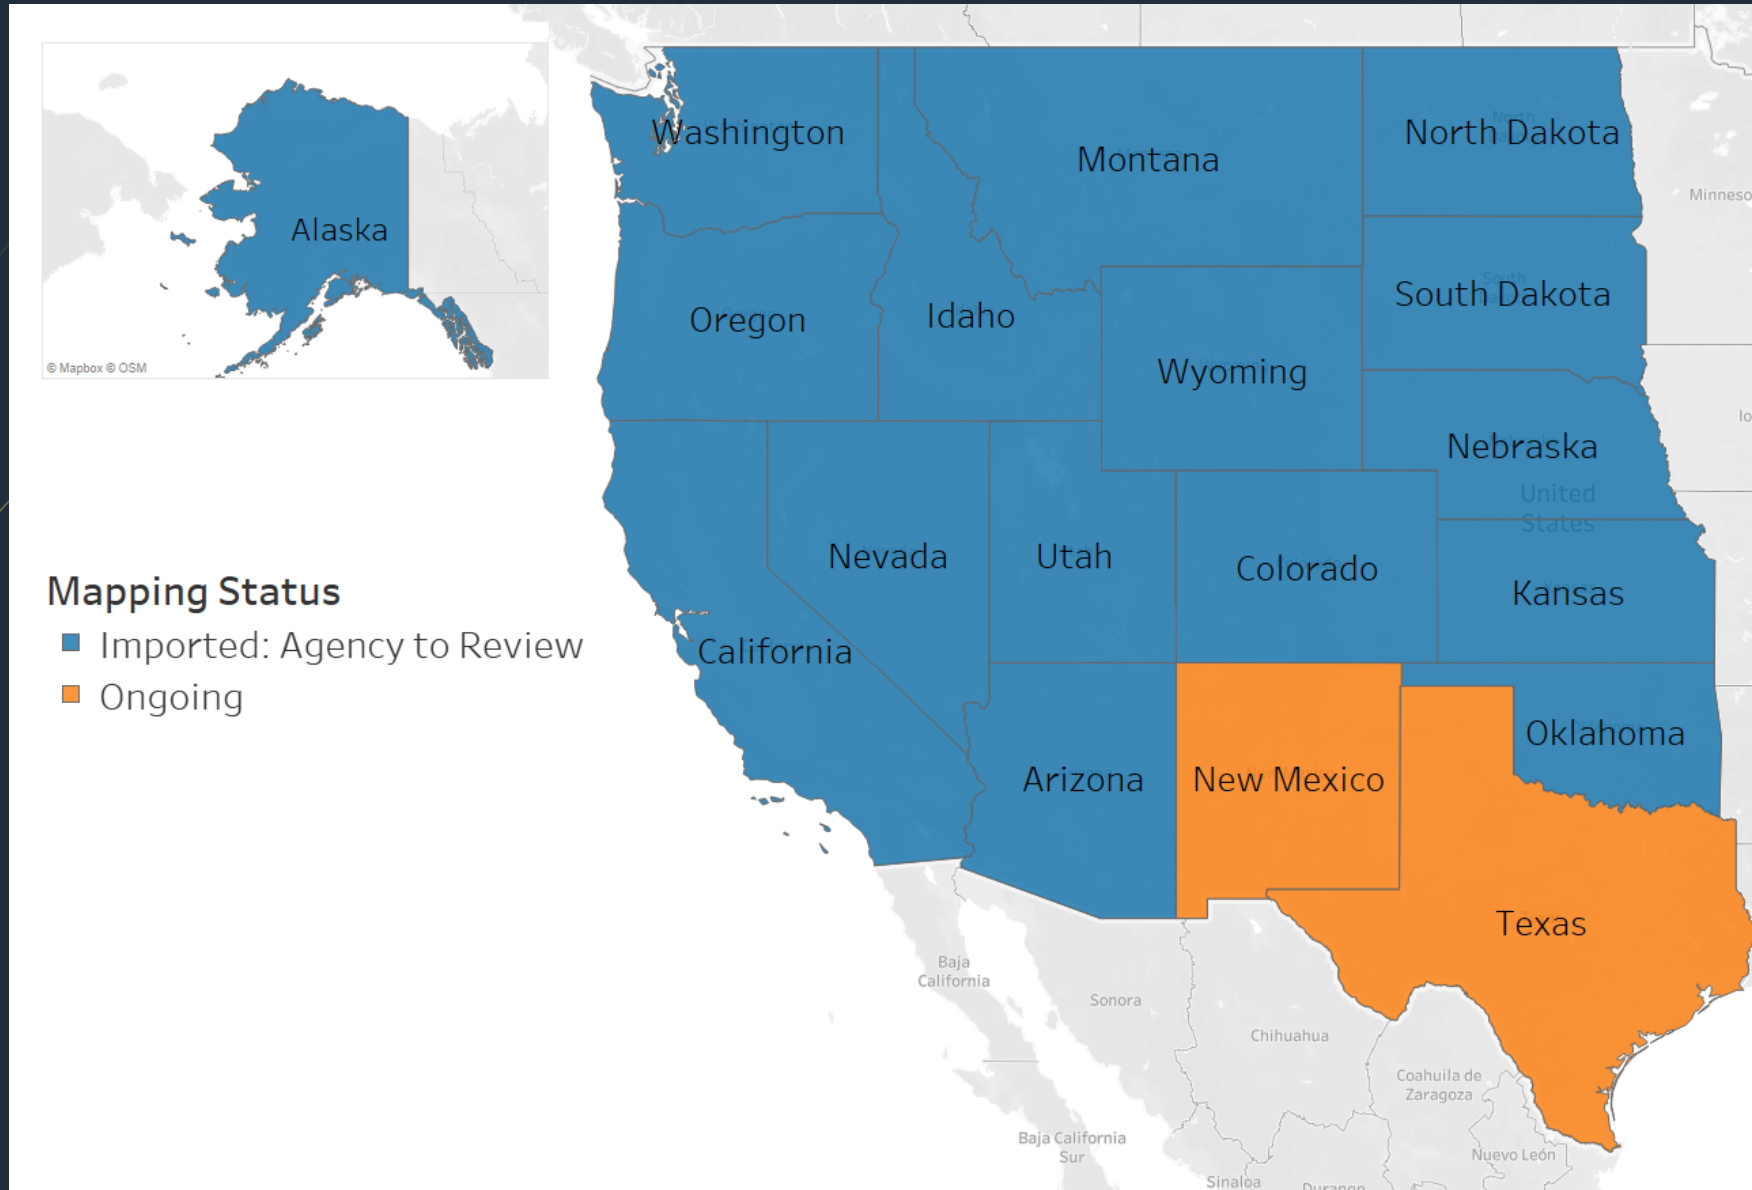 Alaska
© Mapbox © OSM
Mapping Status
Imported: Agency to Review
Ongoing
Washington
Montana
North Dakota
Minneso
Oregon
Idaho
South Dakota
Wyoming
Io
Nebraska
United
States
Nevada
Utah
Colorado
Kansas
California
Oklahoma
Arizona
New Mexico
Texas
Baja
California
Sonora
Chihuahua
Coahuila de
Zaragoza
Baja California
Sur
Nuevo León
Sinaloa
Durango